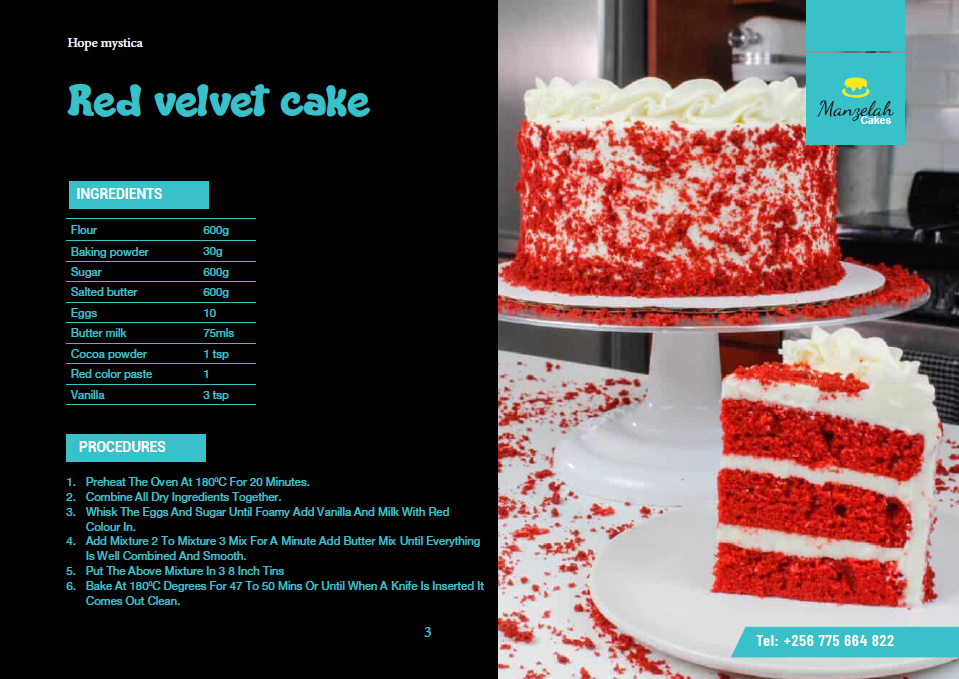 Hope mystica
Red velvet cake
INGREDIENTS
Flour 600g
Baking powder 30g
Sugar 600g
Salted butter 600g
Eggs 10
Butter milk 75mls
Cocoa powder 1 tsp
Red color paste 1
Vanilla 3 tsp
PROCEDURES
1. Preheat The Oven At 180⁰C For 20 Minutes.
2. Combine All Dry Ingredients Together.
3. Whisk The Eggs And Sugar Until Foamy Add Vanilla And Milk With Red
Colour In.
4. Add Mixture 2 To Mixture 3 Mix For A Minute Add Butter Mix Until Everything
Is Well Combined And Smooth.
5. Put The Above Mixture In 3 8 Inch Tins
6. Bake At 180⁰C Degrees For 47 To 50 Mins Or Until When A Knife Is Inserted It
Comes Out Clean.
3
Manzelah
Cakes
Tel: +256 775 664 822